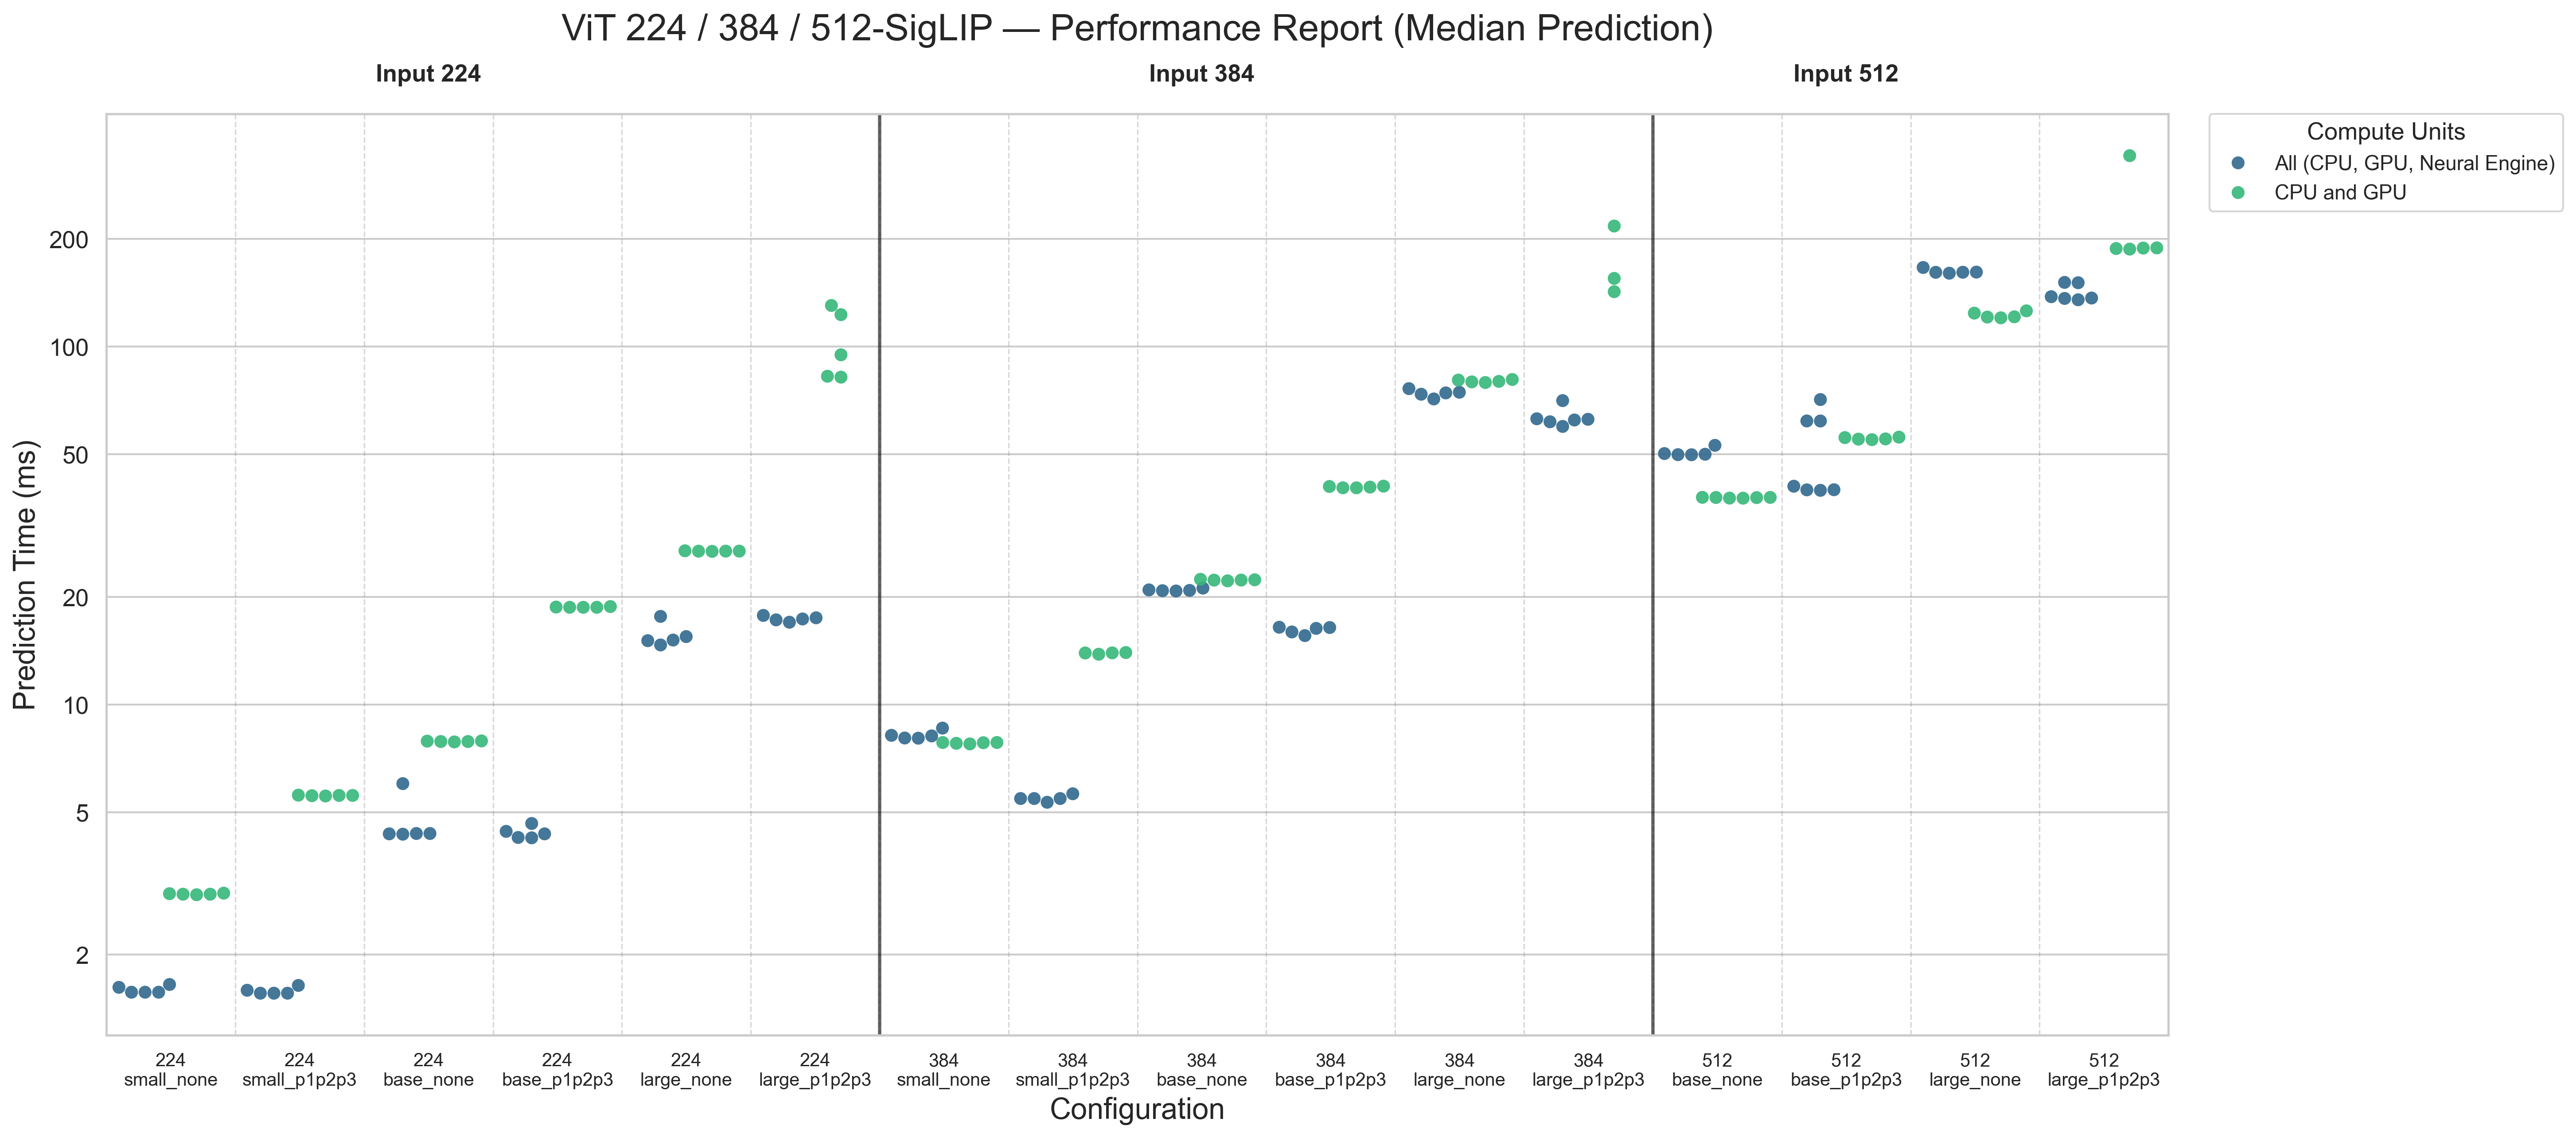 ViT 224 / 384 / 512-SigLIP — Performance Report (Median Prediction)
Input 224
Input 384
Input 512
Compute Units
All (CPU, GPU, Neural Engine)
CPU and GPU
Prediction Time (ms)
200
100
50
20
10
5
2
224
small_none
224
small_p1p2p3
224
base_none
224
base_p1p2p3
224
large_none
224
large_p1p2p3
384
small_none
384
small_p1p2p3
384
base_none
384
base_p1p2p3
384
large_none
384
large_p1p2p3
512
base_none
512
base_p1p2p3
512
large_none
512
large_p1p2p3
Configuration